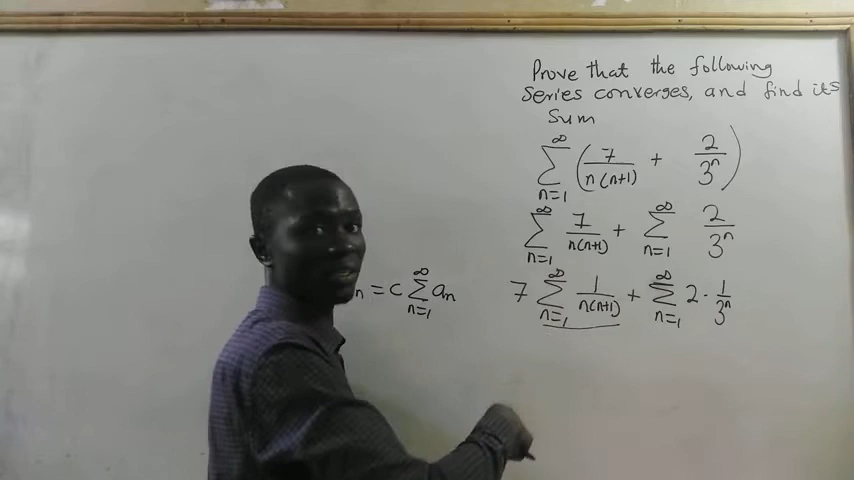 Prove that the following
Series converges, and find its
Sum
∞ ∑ n=1 ( 7/n(n+1) + 2/3ⁿ )
∞ ∑ n=1 7/n(n+1) + ∞ ∑ n=1 2/3ⁿ
n = c ∞ ∑ n=1 aₙ
7 ∞ ∑ n=1 1/n(n+1) + ∞ ∑ n=1 2 · 1/3ⁿ